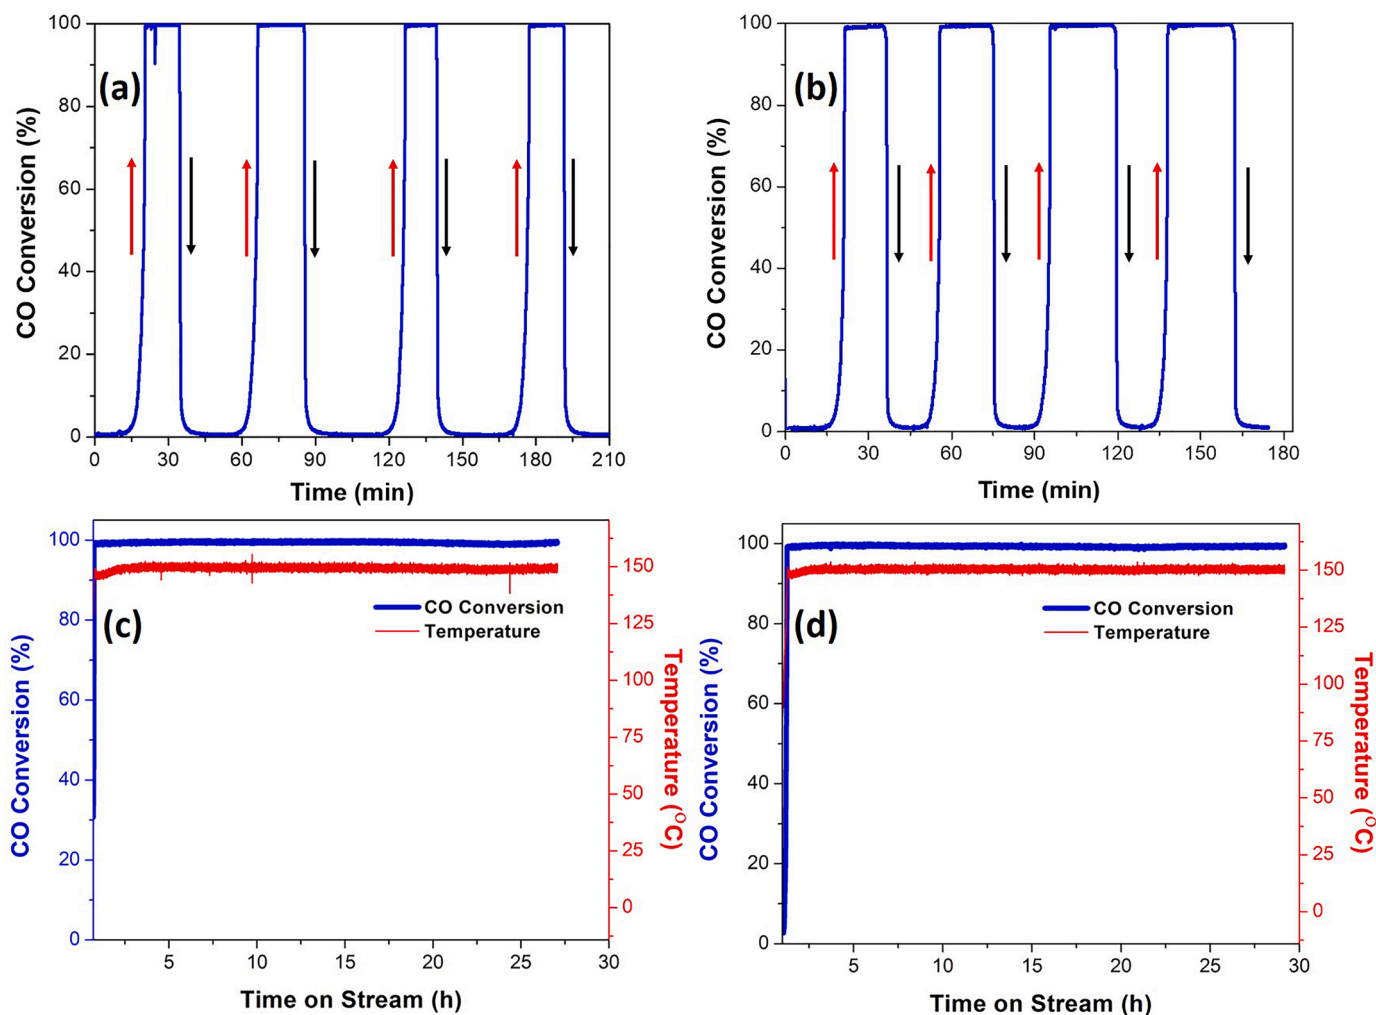 (a)
CO Conversion (%)
100
80
60
40
20
0
0 30 60 90 120 150 180 210
Time (min)
(b)
CO Conversion (%)
100
80
60
40
20
0
0 30 60 90 120 150 180
Time (min)
(c)
CO Conversion (%)
100
80
60
40
20
0
CO Conversion
Temperature
150
125
100
75
50
25
0
Temperature (⁰C)
5 10 15 20 25 30
Time on Stream (h)
(d)
CO Conversion (%)
100
80
60
40
20
0
CO Conversion
Temperature
150
125
100
75
50
25
0
Temperature (⁰C)
5 10 15 20 25 30
Time on Stream (h)